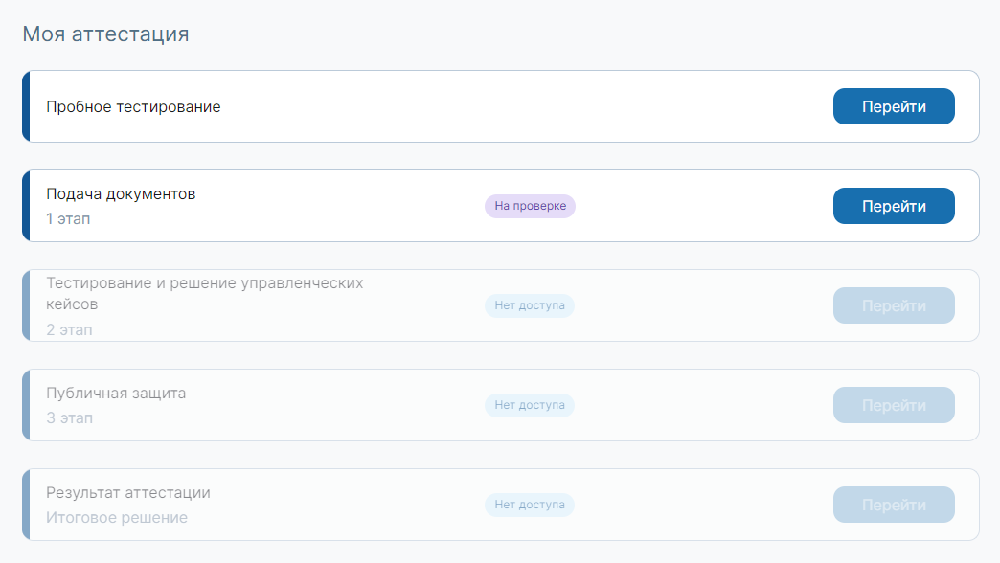 Моя аттестация
Пробное тестирование
Перейти
Подача документов
1 этап
На проверке
Перейти
Тестирование и решение управленческих
кейсов
2 этап
Нет доступа
Перейти
Публичная защита
3 этап
Нет доступа
Перейти
Результат аттестации
Итоговое решение
Нет доступа
Перейти